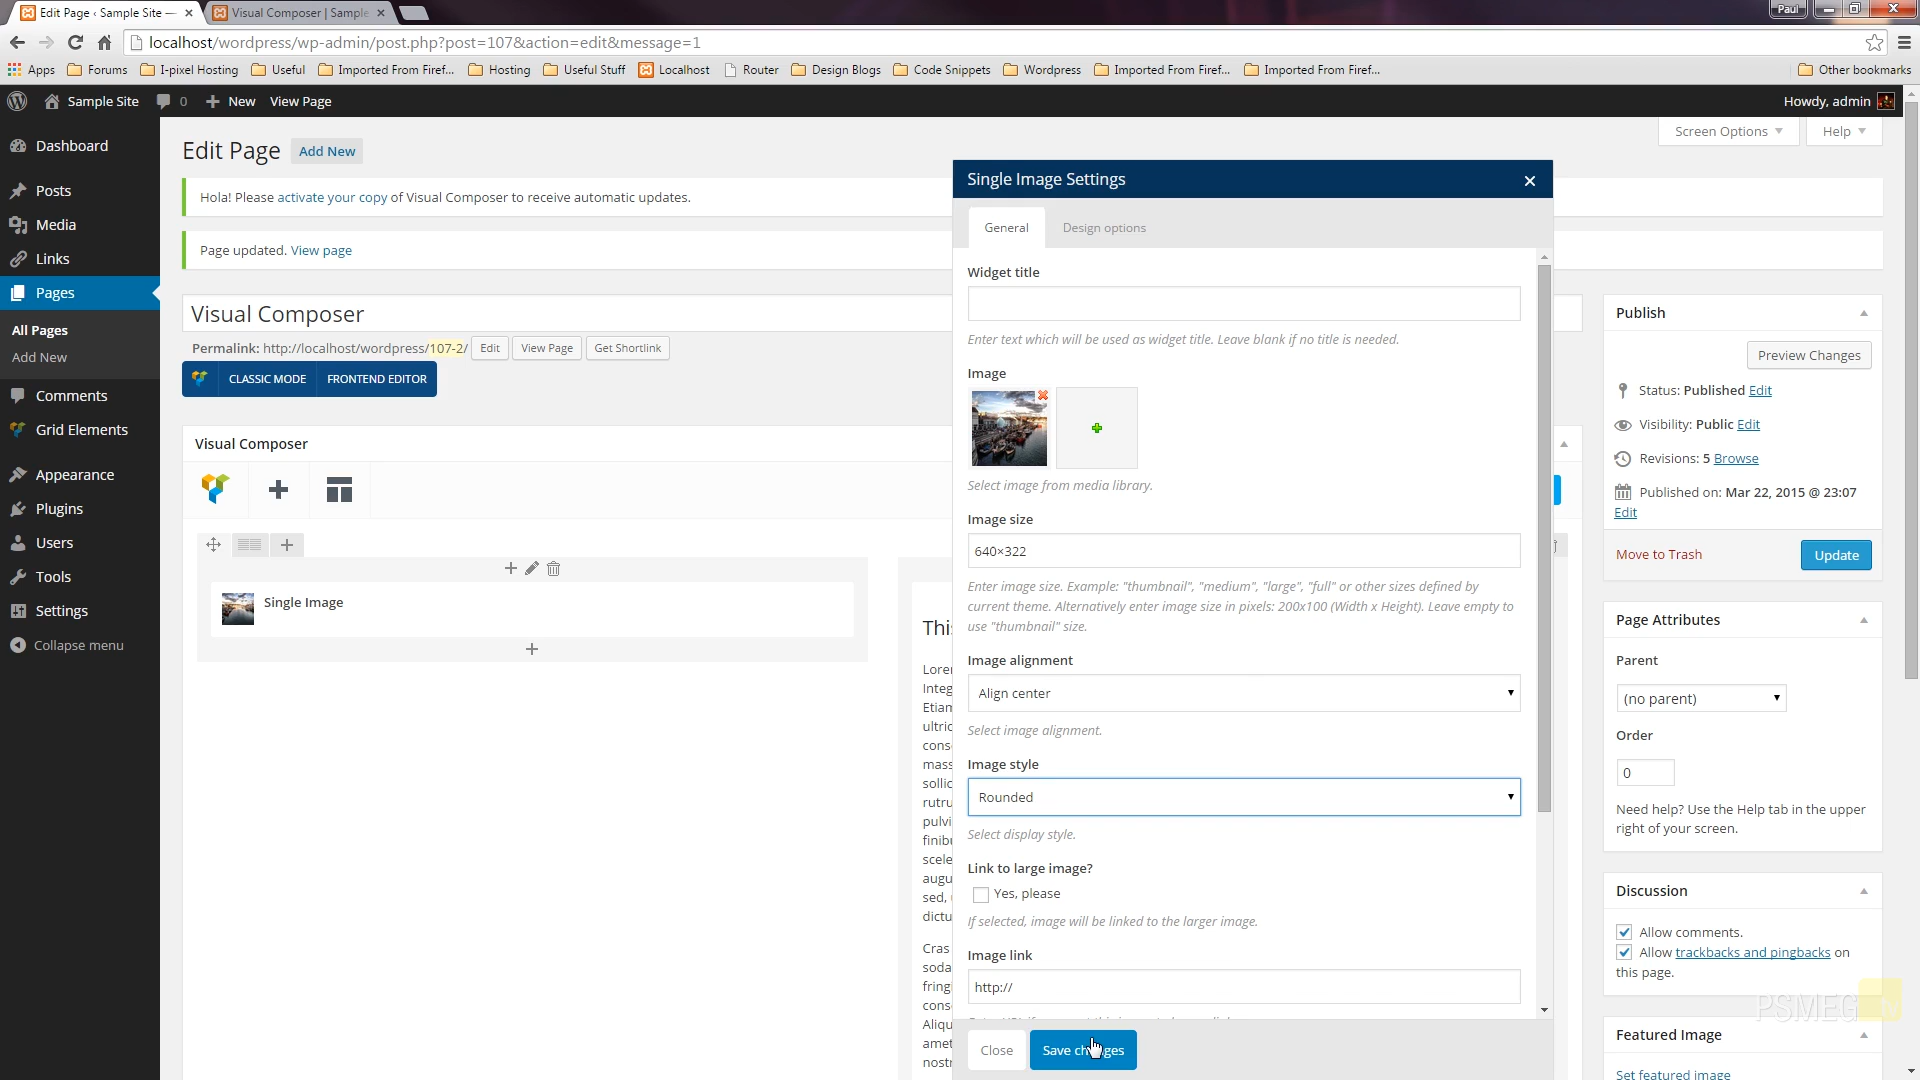 Edit Page ‹ Sample Site —
Visual Composer | Sample
Paul
localhost/wordpress/wp-admin/post.php?post=107&action=edit&message=1
Apps
Forums
I-pixel Hosting
Useful
Imported From Firef...
Hosting
Useful Stuff
Localhost
Router
Design Blogs
Code Snippets
Wordpress
Imported From Firef...
Imported From Firef...
Other bookmarks
Sample Site
0
New
View Page
Howdy, admin
Dashboard
Posts
Media
Links
Pages
All Pages
Add New
Comments
Grid Elements
Appearance
Plugins
Users
Tools
Settings
Collapse menu
Screen Options
Help
Edit Page
Add New
Hola! Please activate your copy of Visual Composer to receive automatic updates.
Page updated. View page
Visual Composer
Permalink: http://localhost/wordpress/107-2/
Edit
View Page
Get Shortlink
CLASSIC MODE
FRONTEND EDITOR
Visual Composer
Single Image
Single Image Settings
General
Design options
Widget title
Enter text which will be used as widget title. Leave blank if no title is needed.
Image
Select image from media library.
Image size
640×322
Enter image size. Example: "thumbnail", "medium", "large", "full" or other sizes defined by
current theme. Alternatively enter image size in pixels: 200x100 (Width x Height). Leave empty to
use "thumbnail" size.
Image alignment
Align center
Select image alignment.
Image style
Rounded
Select display style.
Link to large image?
Yes, please
If selected, image will be linked to the larger image.
Image link
http://
Close
Save changes
Publish
Preview Changes
Status: Published Edit
Visibility: Public Edit
Revisions: 5 Browse
Published on: Mar 22, 2015 @ 23:07
Edit
Move to Trash
Update
Page Attributes
Parent
(no parent)
Order
0
Need help? Use the Help tab in the upper
right of your screen.
Discussion
Allow comments.
Allow trackbacks and pingbacks on
this page.
PSMEG
Featured Image
Set featured image